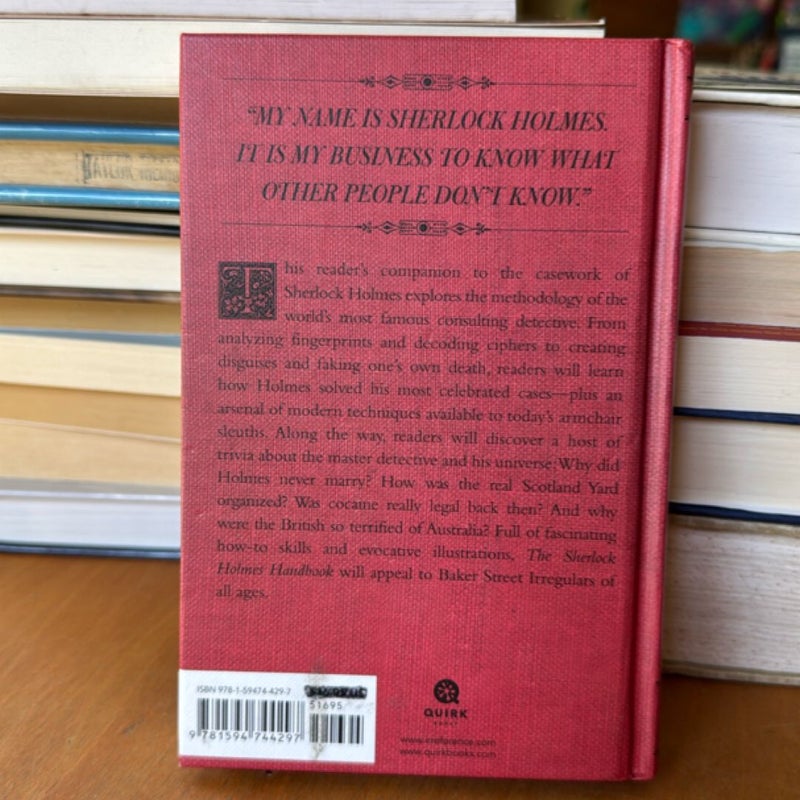 “MY NAME IS SHERLOCK HOLMES.
IT IS MY BUSINESS TO KNOW WHAT
OTHER PEOPLE DON’T KNOW.”
This reader’s companion to the casework of
Sherlock Holmes explores the methodology of the
world’s most famous consulting detective. From
analyzing fingerprints and decoding ciphers to creating
disguises and faking one’s own death, readers will learn
how Holmes solved his most celebrated cases—plus an
arsenal of modern techniques available to today’s armchair
sleuths. Along the way, readers will discover a host of
trivia about the master detective and his universe: Why did
Holmes never marry? How was the real Scotland Yard
organized? Was cocaine really legal back then? And why
were the British so terrified of Australia? Full of fascinating
how-to skills and evocative illustrations, The Sherlock
Holmes Handbook will appeal to Baker Street Irregulars of
all ages.
ISBN 978-1-59474-429-7
51695
9 781594 744297
QUIRK
BOOKS
www.irreference.com
www.quirkbooks.com